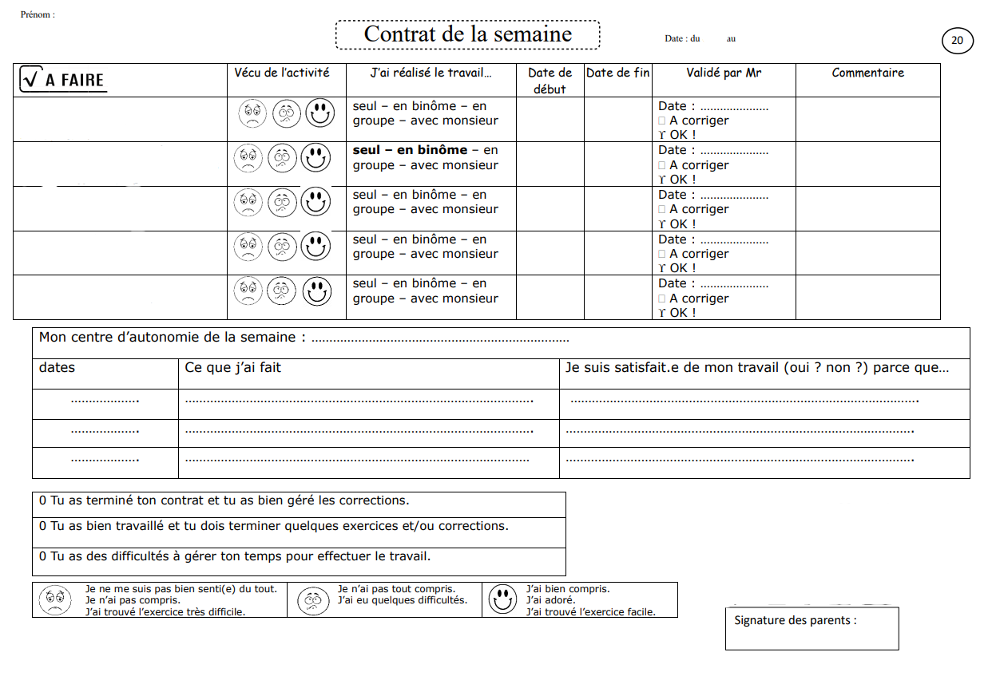 Prénom :
Contrat de la semaine
Date : du au
20
A FAIRE
Vécu de l’activité
J’ai réalisé le travail…
Date de début
Date de fin
Validé par Mr
Commentaire
seul – en binôme – en
groupe – avec monsieur
Date : …………………
□ A corriger
ϒ OK !
seul – en binôme – en
groupe – avec monsieur
Date : …………………
□ A corriger
ϒ OK !
seul – en binôme – en
groupe – avec monsieur
Date : …………………
□ A corriger
ϒ OK !
seul – en binôme – en
groupe – avec monsieur
Date : …………………
□ A corriger
ϒ OK !
seul – en binôme – en
groupe – avec monsieur
Date : …………………
□ A corriger
ϒ OK !
Mon centre d’autonomie de la semaine : ………………………………………………………………
dates
Ce que j’ai fait
Je suis satisfait.e de mon travail (oui ? non ?) parce que…
………………. ……………………………………………………………………………………. …………………………………………………………………………………….
………………. ……………………………………………………………………………………. …………………………………………………………………………………….
………………. …………………………………………………………………………………… …………………………………………………………………………………….
0 Tu as terminé ton contrat et tu as bien géré les corrections.
0 Tu as bien travaillé et tu dois terminer quelques exercices et/ou corrections.
0 Tu as des difficultés à gérer ton temps pour effectuer le travail.
Je ne me suis pas bien senti(e) du tout.
Je n’ai pas compris.
J’ai trouvé l’exercice très difficile.
Je n’ai pas tout compris.
J’ai eu quelques difficultés.
J’ai bien compris.
J’ai adoré.
J’ai trouvé l’exercice facile.
Signature des parents :